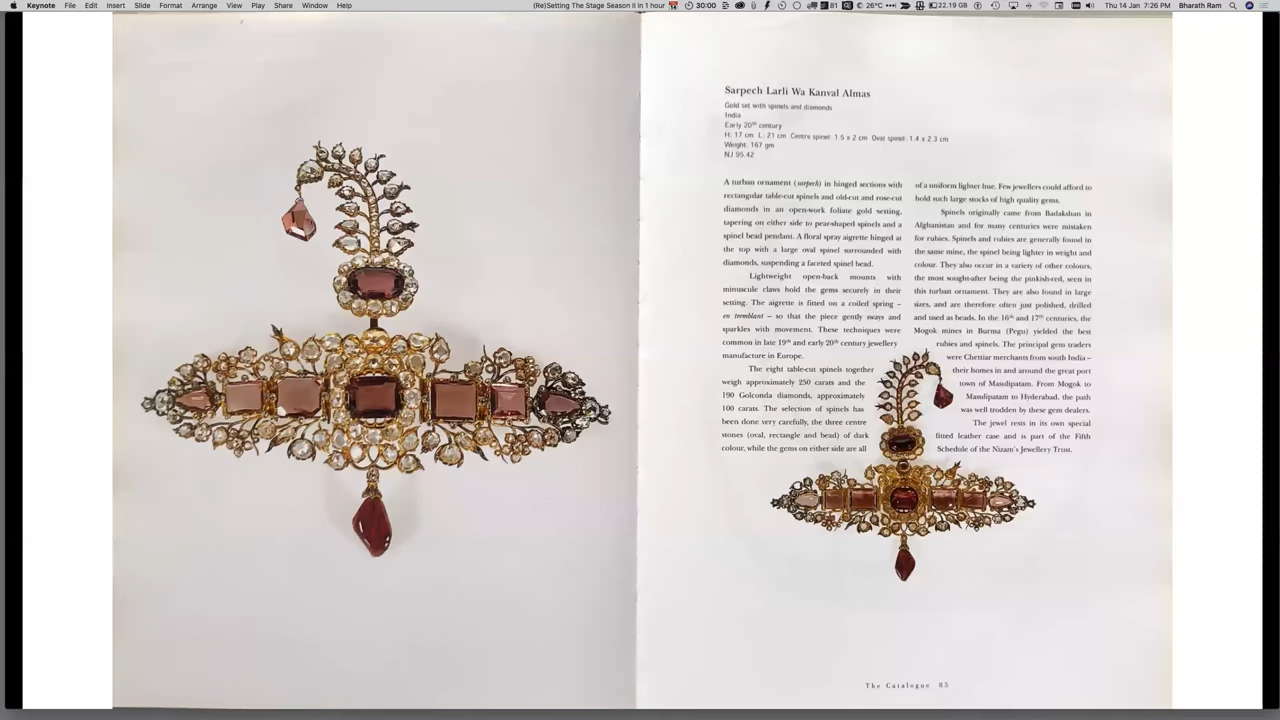 Keynote File Edit Insert Slide Format Arrange View Play Share Window Help (Re)Setting The Stage Season II in 1 hour 30:00 81 26°C 22.19 GB Thu 14 Jan 7:26 PM Bharath Ram
Sarpech Larli Wa Kanval Almas
Gold set with spinels and diamonds
India
Early 20th century
H: 17 cm L: 21 cm Centre spinel: 1.5 x 2 cm Oval spinel: 1.4 x 2.3 cm
Weight: 167 gm
NJ 95.42
A turban ornament (sarpech) in hinged sections with
rectangular table-cut spinels and old-cut and rose-cut
diamonds in an open-work foliate gold setting,
tapering on either side to pear-shaped spinels and a
spinel bead pendant. A floral spray aigrette hinged at
the top with a large oval spinel surrounded with
diamonds, suspending a faceted spinel bead.
Lightweight open-back mounts with
minuscule claws hold the gems securely in their
setting. The aigrette is fitted on a coiled spring –
en tremblant – so that the piece gently sways and
sparkles with movement. These techniques were
common in late 19th and early 20th century jewellery
manufacture in Europe.
The eight table-cut spinels together
weigh approximately 250 carats and the
190 Golconda diamonds, approximately
100 carats. The selection of spinels has
been done very carefully, the three centre
stones (oval, rectangle and bead) of dark
colour, while the gems on either side are all
of a uniform lighter hue. Few jewellers could afford to
hold such large stocks of high quality gems.
Spinels originally came from Badakshan in
Afghanistan and for many centuries were mistaken
for rubies. Spinels and rubies are generally found in
the same mine, the spinel being lighter in weight and
colour. They also occur in a variety of other colours,
the most sought-after being the pinkish-red, seen in
this turban ornament. They are also found in large
sizes, and are therefore often just polished, drilled
and used as beads. In the 16th and 17th centuries, the
Mogok mines in Burma (Pegu) yielded the best
rubies and spinels. The principal gem traders
were Chettiar merchants from south India –
their homes in and around the great port
town of Masulipatam. From Mogok to
Masulipatam to Hyderabad, the path
was well trodden by these gem dealers.
The jewel rests in its own special
fitted leather case and is part of the Fifth
Schedule of the Nizam's Jewellery Trust.
The Catalogue 85